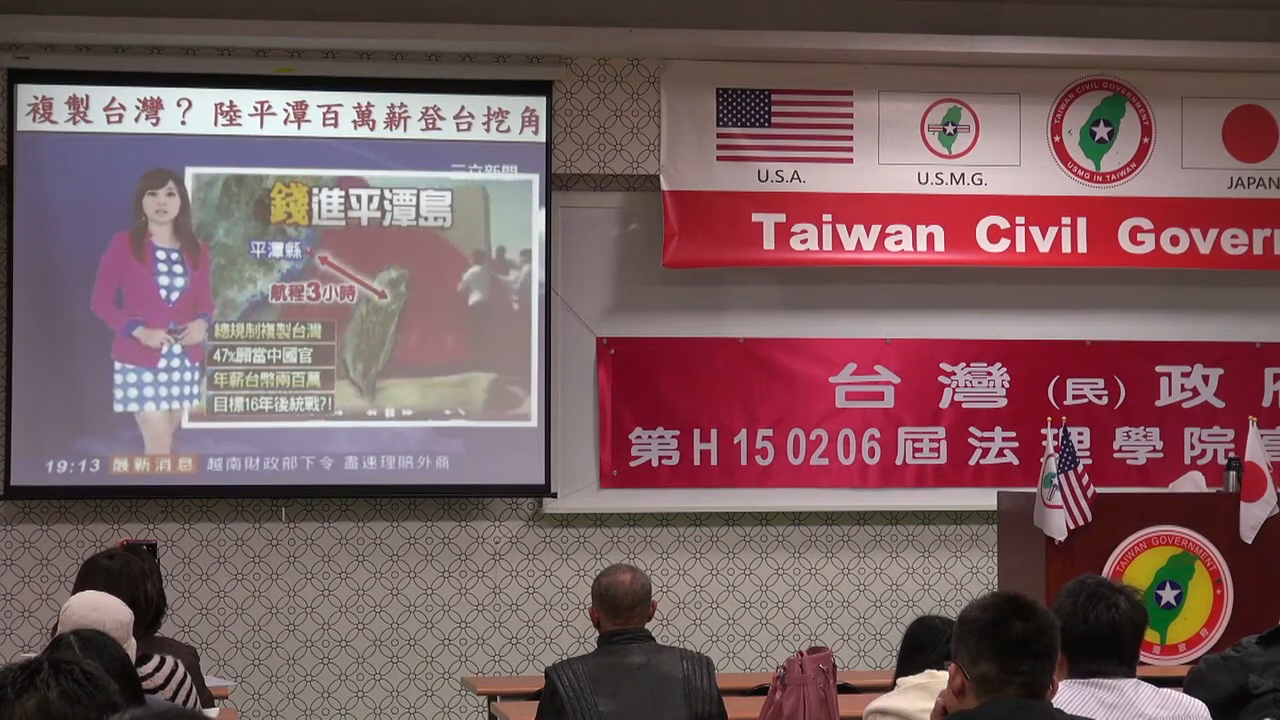 複製台灣？ 陸平潭百萬薪登台挖角
三立新聞
錢進平潭島
平潭縣
航程3小時
總規制複製台灣
47%願當中國官
年薪台幣兩百萬
目標16年後統戰?!
19:13 最新消息 越南財政部下令 盡速理賠外商
U.S.A.
U.S.M.G.
TAIWAN CIVIL GOVERNMENT
USMG IN TAIWAN
JAPAN
Taiwan Civil Govern
台灣(民)政府
第H150206屆法理學院
TAIWAN GOVERNMENT